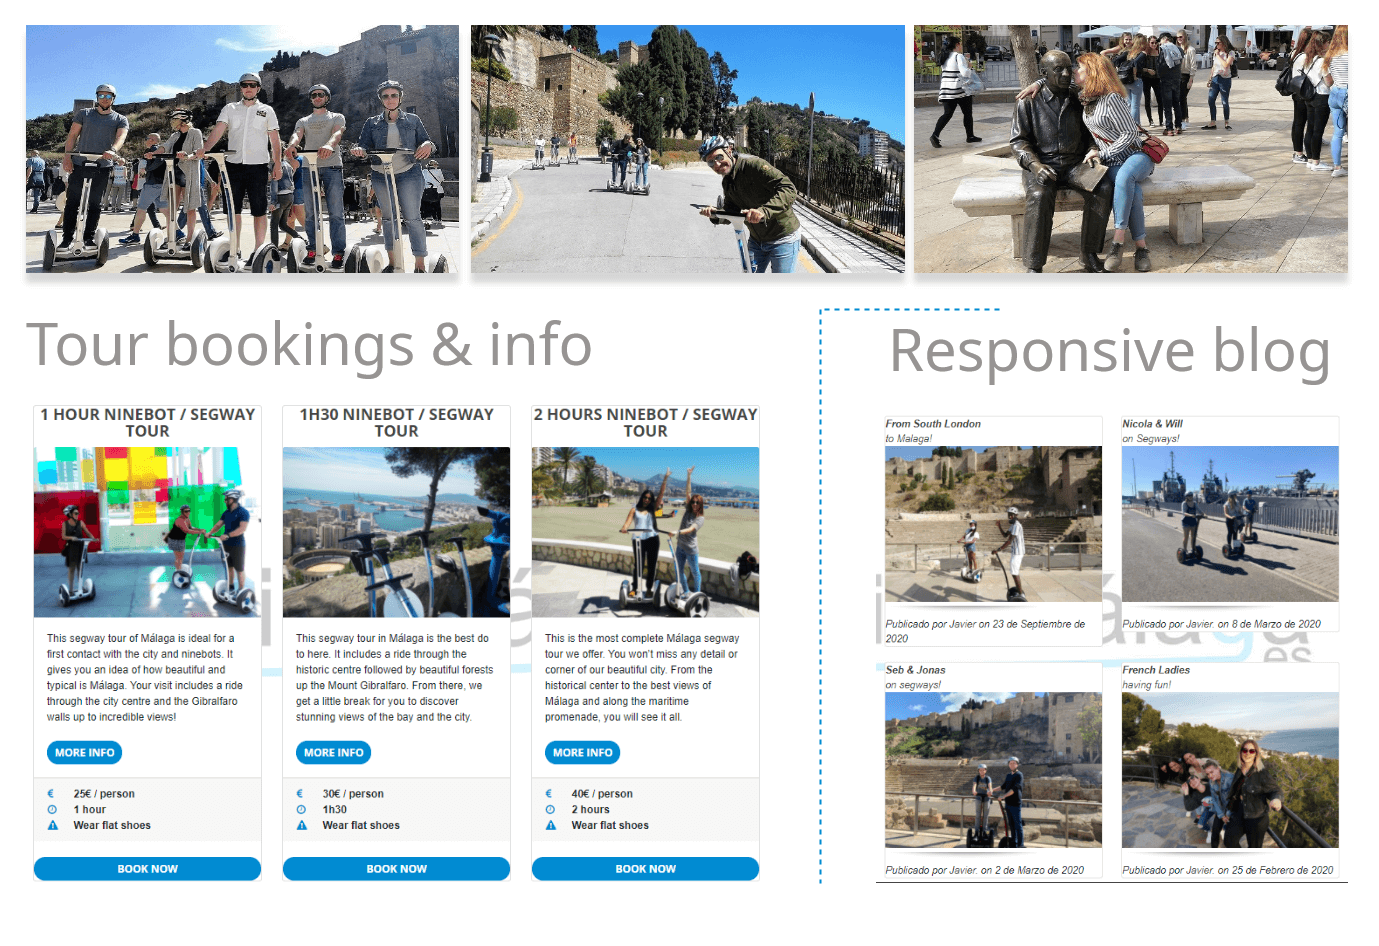 Tour bookings & info
1 HOUR NINEBOT / SEGWAY
TOUR
This segway tour of Málaga is ideal for a
first contact with the city and ninebots. It
gives you an idea of how beautiful and
typical is Málaga. Your visit includes a ride
through the city centre and the Gibralfaro
walls up to incredible views!
MORE INFO
€ 25€ / person
1 hour
Wear flat shoes
BOOK NOW
1H30 NINEBOT / SEGWAY
TOUR
This segway tour in Málaga is the best do
to here. It includes a ride through the
historic centre followed by beautiful forests
up the Mount Gibralfaro. From there, we
get a little break for you to discover
stunning views of the bay and the city.
MORE INFO
€ 30€ / person
1h30
Wear flat shoes
BOOK NOW
2 HOURS NINEBOT / SEGWAY
TOUR
This is the most complete Málaga segway
tour we offer. You won't miss any detail or
corner of our beautiful city. From the
historical center to the best views of
Málaga and along the maritime
promenade, you will see it all.
MORE INFO
€ 40€ / person
2 hours
Wear flat shoes
BOOK NOW
Responsive blog
From South London
to Malaga!
Publicado por Javier on 23 de Septiembre de
2020
Nicola & Will
on Segways!
Publicado por Javier. on 8 de Marzo de 2020
Seb & Jonas
on segways!
Publicado por Javier. on 2 de Marzo de 2020
French Ladies
having fun!
Publicado por Javier. on 25 de Febrero de 2020